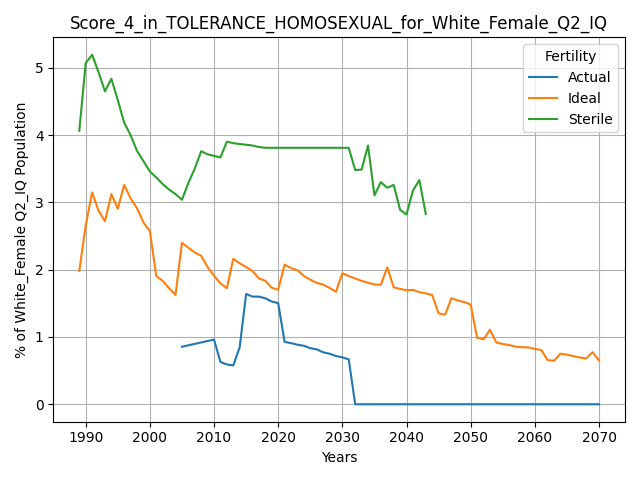 Score_4_in_TOLERANCE_HOMOSEXUAL_for_White_Female_Q2_IQ
% of White_Female Q2_IQ Population
5
4
3
2
1
0
Fertility
Actual
Ideal
Sterile
1990 2000 2010 2020 2030 2040 2050 2060 2070
Years